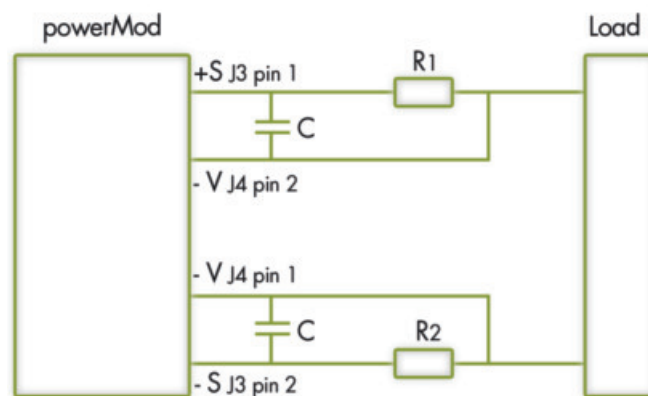 powerMod
Load
+S J3 pin 1
R1
C
- V J4 pin 2
- V J4 pin 1
C
R2
- S J3 pin 2